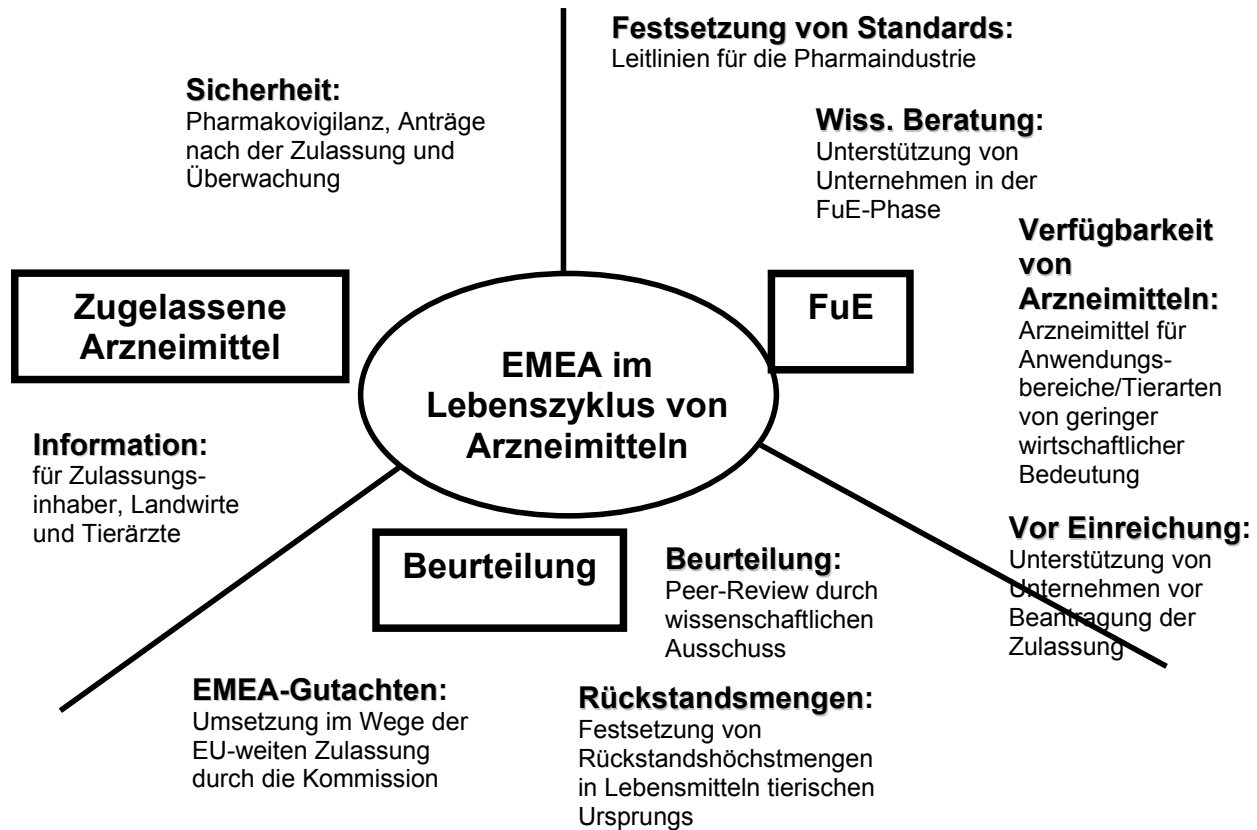 Festsetzung von Standards:
Leitlinien für die Pharmaindustrie
Sicherheit:
Pharmakovigilanz, Anträge
nach der Zulassung und
Überwachung
Wiss. Beratung:
Unterstützung von
Unternehmen in der
FuE-Phase
Verfügbarkeit
von
Arzneimitteln:
Arzneimittel für
Anwendungs-
bereiche/Tierarten
von geringer
wirtschaftlicher
Bedeutung
Zugelassene
Arzneimittel
FuE
EMEA im
Lebenszyklus von
Arzneimitteln
Information:
für Zulassungs-
inhaber, Landwirte
und Tierärzte
Vor Einreichung:
Unterstützung von
Unternehmen vor
Beantragung der
Zulassung
Beurteilung
Beurteilung:
Peer-Review durch
wissenschaftlichen
Ausschuss
EMEA-Gutachten:
Umsetzung im Wege der
EU-weiten Zulassung
durch die Kommission
Rückstandsmengen:
Festsetzung von
Rückstandshöchstmengen
in Lebensmitteln tierischen
Ursprungs